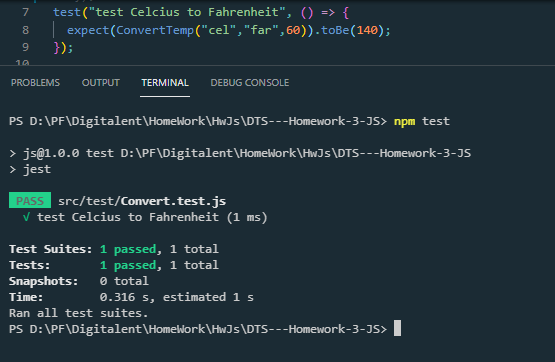 7 test("test Celcius to Fahrenheit", () => {
8 expect(ConvertTemp("cel","far",60)).toBe(140);
9 });
10
PROBLEMS OUTPUT TERMINAL DEBUG CONSOLE
PS D:\PF\Digitalent\HomeWork\HwJs\DTS---Homework-3-JS> npm test
> js@1.0.0 test D:\PF\Digitalent\HomeWork\HwJs\DTS---Homework-3-JS
> jest
PASS src/test/Convert.test.js
√ test Celcius to Fahrenheit (1 ms)
Test Suites: 1 passed, 1 total
Tests: 1 passed, 1 total
Snapshots: 0 total
Time: 0.316 s, estimated 1 s
Ran all test suites.
PS D:\PF\Digitalent\HomeWork\HwJs\DTS---Homework-3-JS>